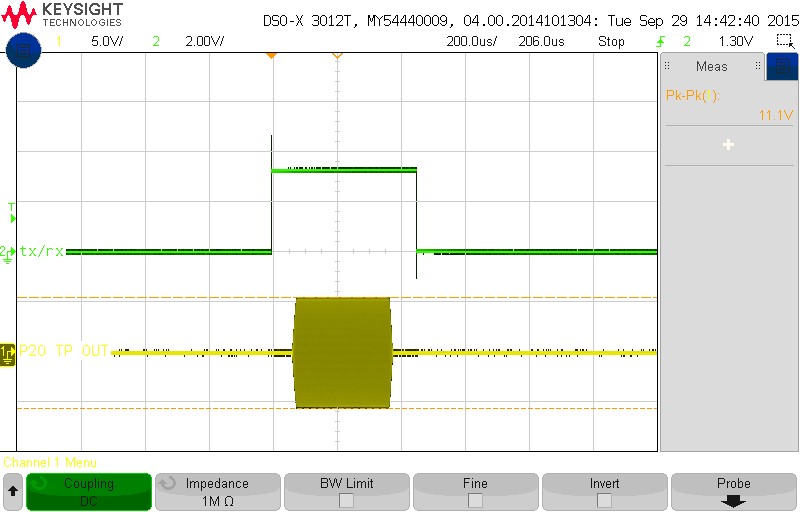 KEYSIGHT
TECHNOLOGIES
DSO-X 3012T, MY54440009, 04.00.2014101304: Tue Sep 29 14:42:40 2015
1 5.0V/ 2 2.00V/ 200.0us/ 206.0us Stop 2 1.30V
Meas
Pk-Pk(1):
11.1V
T
2 tx/rx
1 P20 TP OUT
Channel 1 Menu
Coupling
DC
Impedance
1M Ω
BW Limit
Fine
Invert
Probe